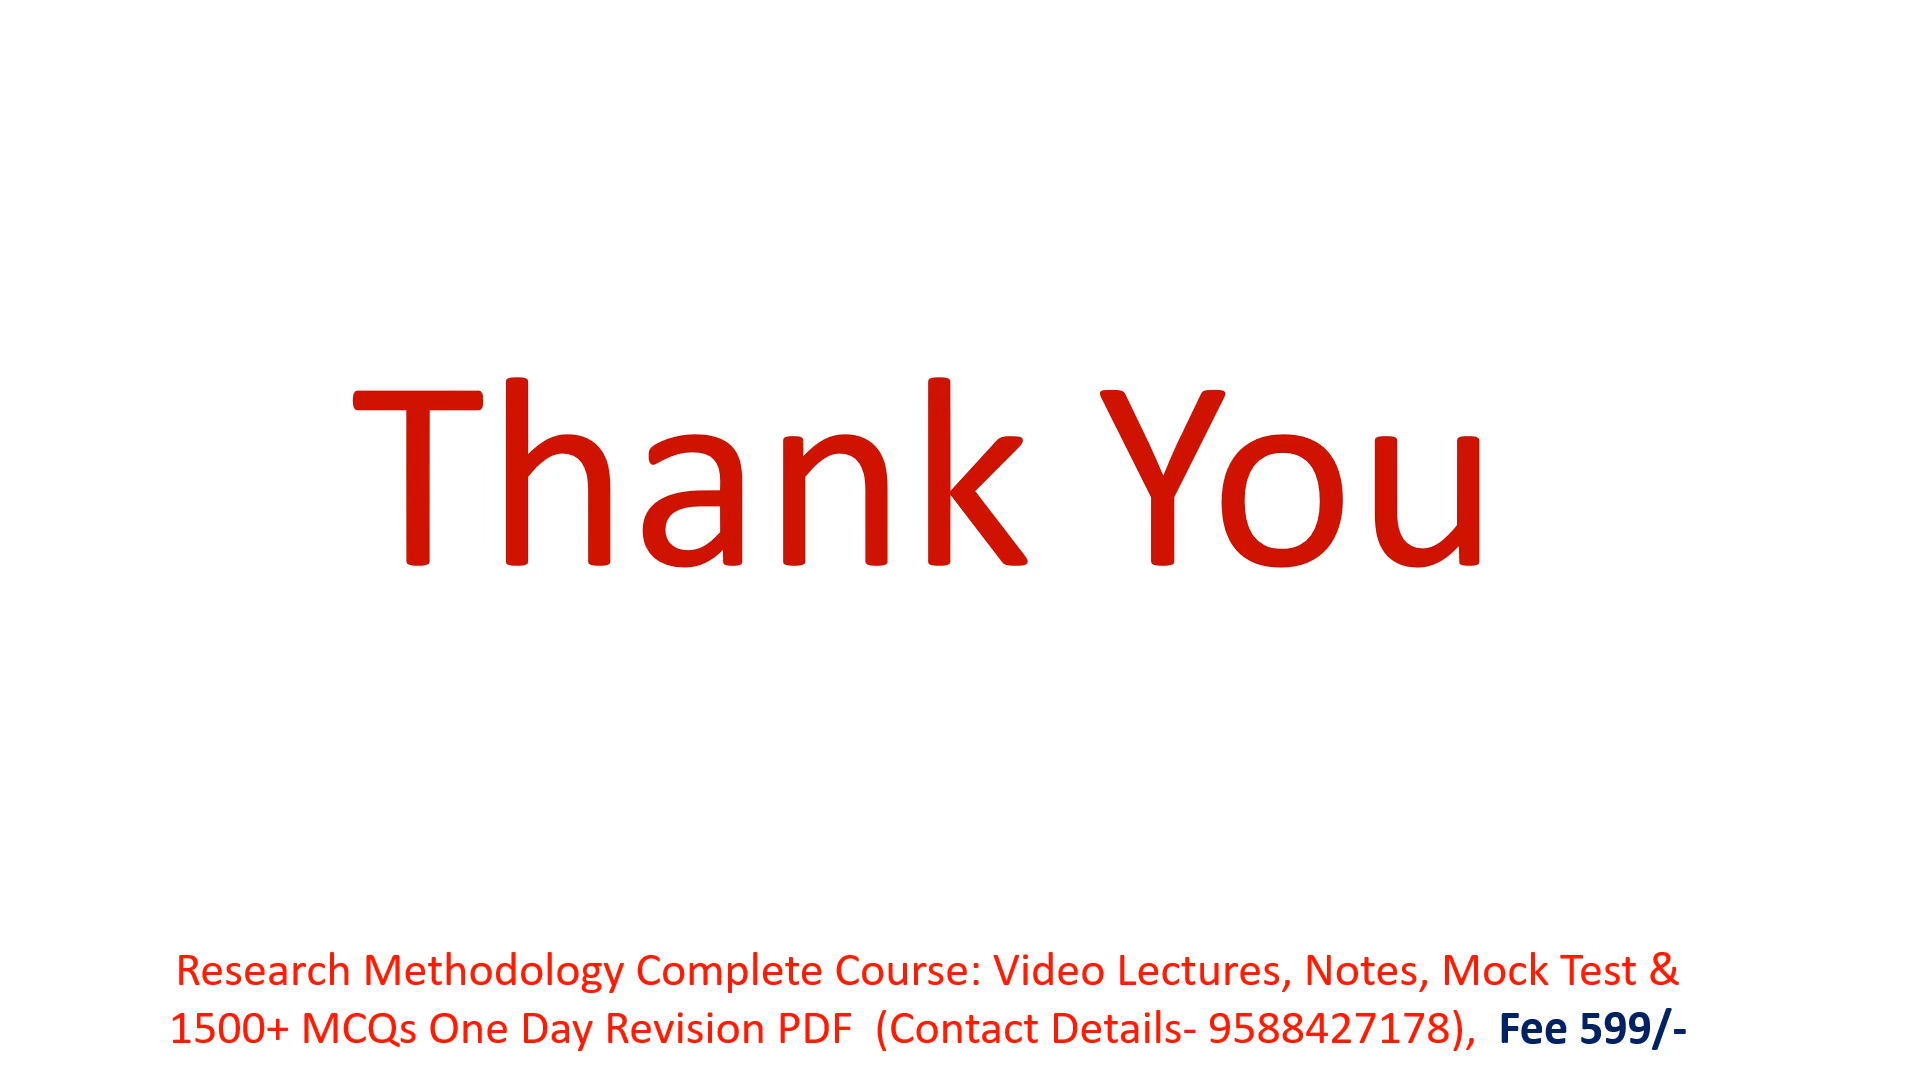 Thank You
Research Methodology Complete Course: Video Lectures, Notes, Mock Test &
1500+ MCQs One Day Revision PDF (Contact Details- 9588427178), Fee 599/-